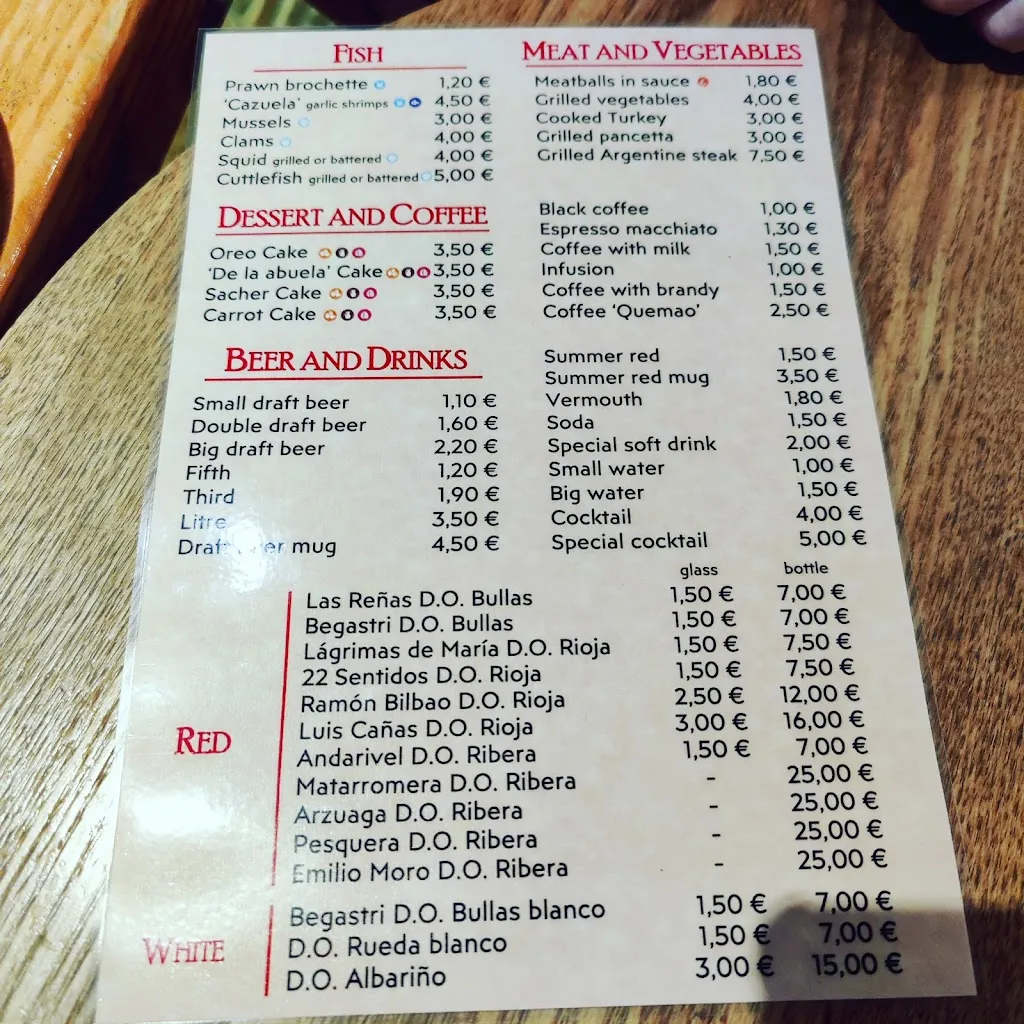 FISH
Prawn brochette 1,20 €
'Cazuela' garlic shrimps 4,50 €
Mussels 3,00 €
Clams 4,00 €
Squid grilled or battered 4,00 €
Cuttlefish grilled or battered 5,00 €
MEAT AND VEGETABLES
Meatballs in sauce 1,80 €
Grilled vegetables 4,00 €
Cooked Turkey 3,00 €
Grilled pancetta 3,00 €
Grilled Argentine steak 7,50 €
DESSERT AND COFFEE
Oreo Cake 3,50 €
'De la abuela' Cake 3,50 €
Sacher Cake 3,50 €
Carrot Cake 3,50 €
Black coffee 1,00 €
Espresso macchiato 1,30 €
Coffee with milk 1,50 €
Infusion 1,00 €
Coffee with brandy 1,50 €
Coffee 'Quemao' 2,50 €
BEER AND DRINKS
Small draft beer 1,10 €
Double draft beer 1,60 €
Big draft beer 2,20 €
Fifth 1,20 €
Third 1,90 €
Litre 3,50 €
Draft beer mug 4,50 €
Summer red 1,50 €
Summer red mug 3,50 €
Vermouth 1,80 €
Soda 1,50 €
Special soft drink 2,00 €
Small water 1,00 €
Big water 1,50 €
Cocktail 4,00 €
Special cocktail 5,00 €
glass bottle
RED
Las Reñas D.O. Bullas 1,50 € 7,00 €
Begastri D.O. Bullas 1,50 € 7,00 €
Lágrimas de María D.O. Rioja 1,50 € 7,50 €
22 Sentidos D.O. Rioja 1,50 € 7,50 €
Ramón Bilbao D.O. Rioja 2,50 € 12,00 €
Luis Cañas D.O. Rioja 3,00 € 16,00 €
Andarivel D.O. Ribera 1,50 € 7,00 €
Matarromera D.O. Ribera - 25,00 €
Arzuaga D.O. Ribera - 25,00 €
Pesquera D.O. Ribera - 25,00 €
Emilio Moro D.O. Ribera - 25,00 €
WHITE
Begastri D.O. Bullas blanco 1,50 € 7,00 €
D.O. Rueda blanco 1,50 € 7,00 €
D.O. Albariño 3,00 € 15,00 €